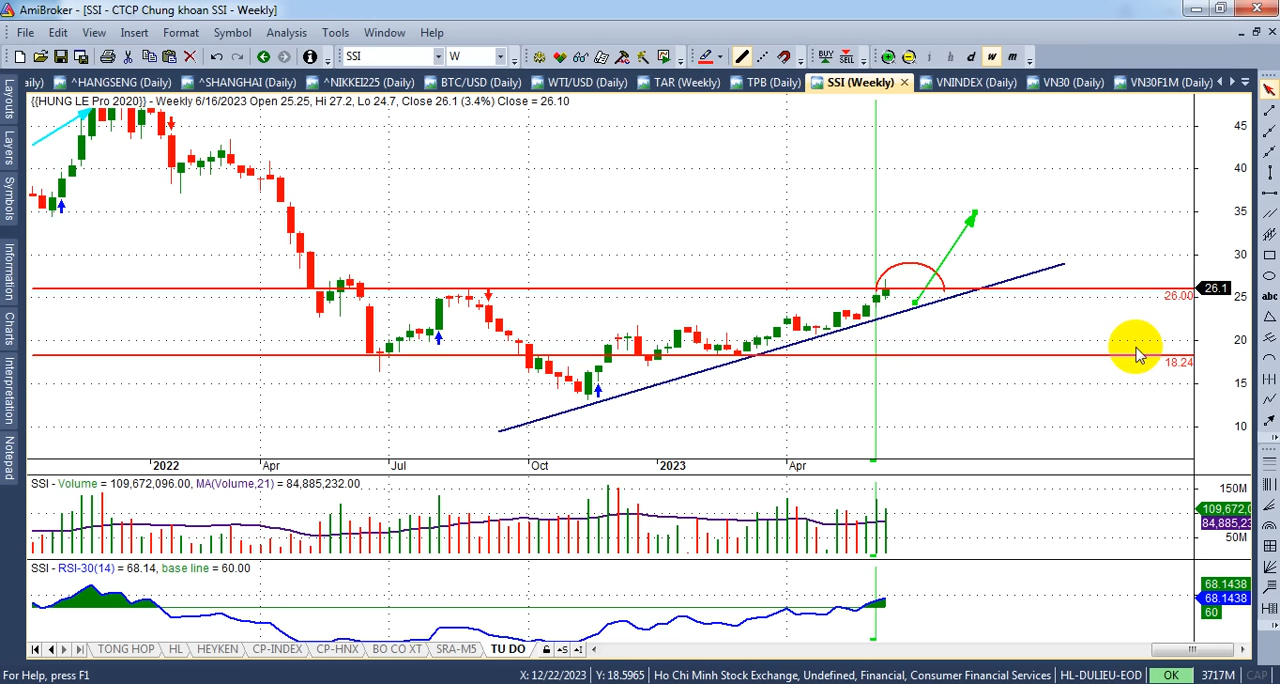 AmiBroker - [SSI - CTCP Chung khoan SSI - Weekly]
File Edit View Insert Format Symbol Analysis Tools Window Help
SSI W
BUY SELL i h d w m
ily) ^HANGSENG (Daily) ^SHANGHAI (Daily) ^NIKKEI225 (Daily) BTC/USD (Daily) WTI/USD (Daily) TAR (Weekly) TPB (Daily) SSI (Weekly) VNINDEX (Daily) VN30 (Daily) VN30F1M (Daily)
Layouts
Layers
Symbols
Information
Charts
Interpretation
Notepad
abc
{{HUNG LE Pro 2020}} - Weekly 6/16/2023 Open 25.25, Hi 27.2, Lo 24.7, Close 26.1 (3.4%) Close = 26.10
45
40
35
30
26.1
26.00
25
20
18.24
15
10
2022 Apr Jul Oct 2023 Apr
SSI - Volume = 109,672,096.00, MA(Volume,21) = 84,885,232.00,
150M
109,672,0
84,885,23
50M
SSI - RSI-30(14) = 68.14, base line = 60.00
68.1438
68.1438
60
TONG HOP HL HEYKEN CP-INDEX CP-HNX BO CO XT SRA-M5 TU DO
For Help, press F1 X: 12/22/2023 Y: 18.5965 Ho Chi Minh Stock Exchange, Undefined, Financial, Consumer Financial Services HL-DULIEU-EOD OK 3717M CAP